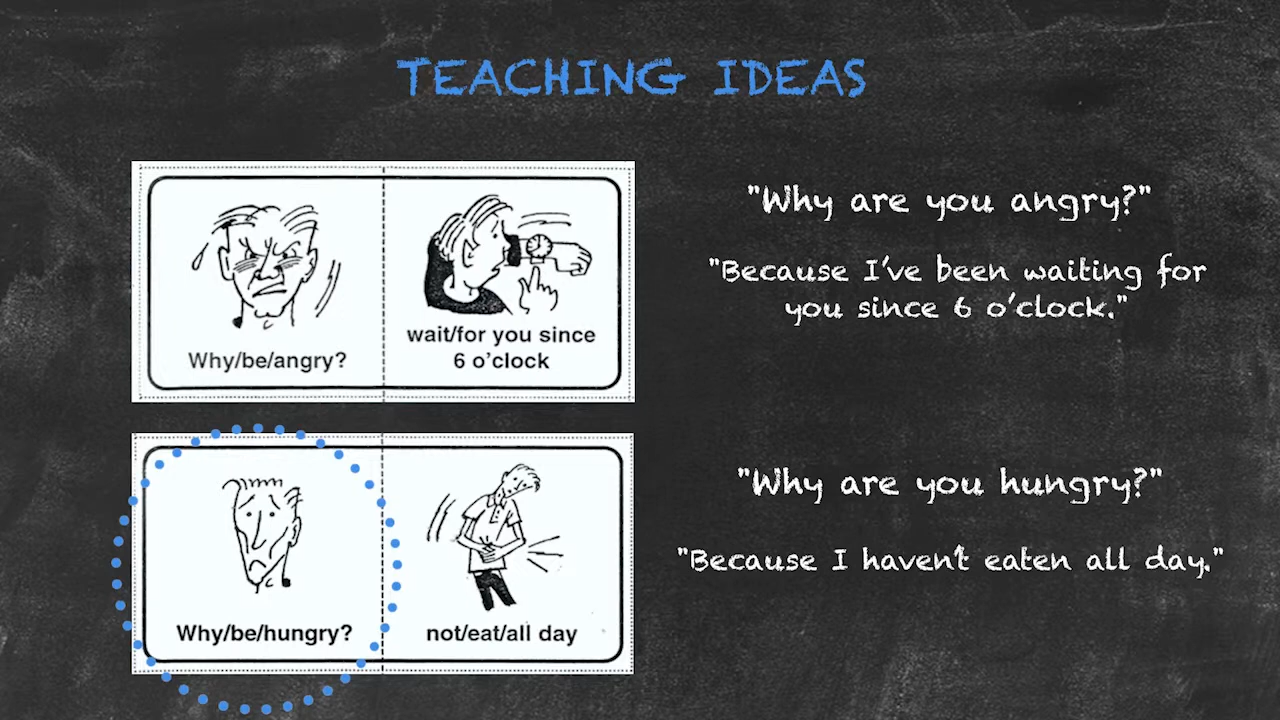 TEACHING IDEAS
Why/be/angry?
wait/for you since
6 o'clock
"Why are you angry?"
"Because I've been waiting for
you since 6 o'clock."
Why/be/hungry?
not/eat/all day
"Why are you hungry?"
"Because I haven't eaten all day."